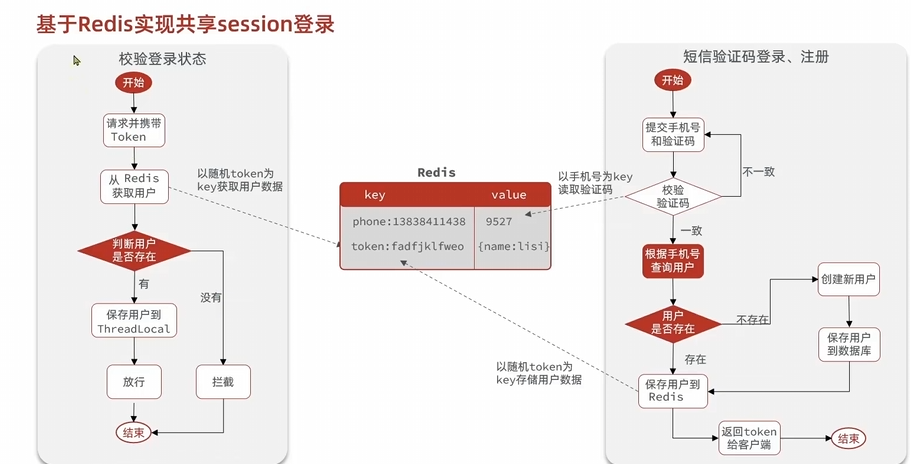 基于Redis实现共享session登录
校验登录状态
开始
请求并携带
Token
从 Redis
获取用户
判断用户
是否存在
有
没有
保存用户到
ThreadLocal
放行
拦截
结束
以随机token为
key获取用户数据
Redis
key value
phone:13838411438 9527
token:fadfjklfweo {name:lisi}
以手机号为key
读取验证码
以随机token为
key存储用户数据
短信验证码登录、注册
开始
提交手机号
和验证码
不一致
校验
验证码
一致
根据手机号
查询用户
用户
是否存在
不存在
创建新用户
保存用户
到数据库
存在
保存用户到
Redis
返回token
给客户端
结束